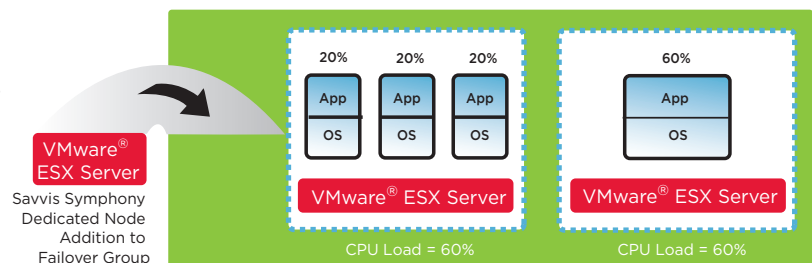 20% 20% 20% 60%
App App App App
OS OS OS OS
VMware®
ESX Server
VMware® ESX Server VMware® ESX Server
Savvis Symphony
Dedicated Node
Addition to
Failover Group
CPU Load = 60% CPU Load = 60%